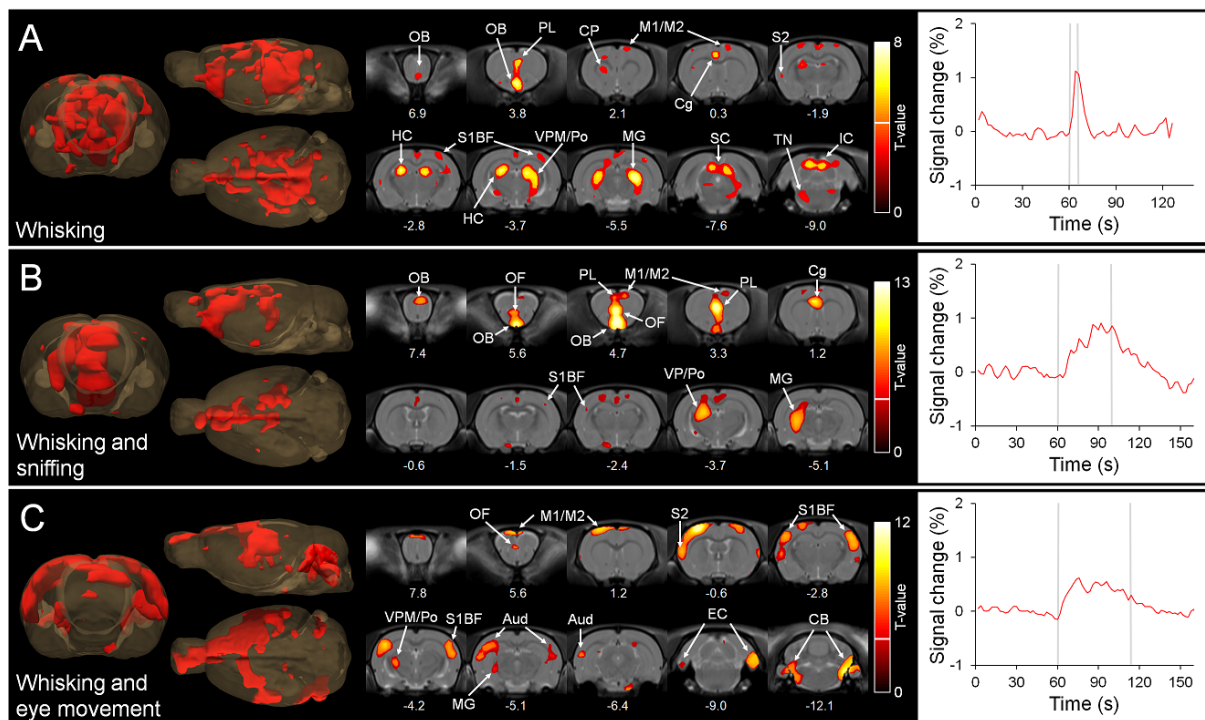 A
OB
OB
PL
CP
M1/M2
Cg
S2
6.9
3.8
2.1
0.3
-1.9
HC
S1BF
VPM/Po
MG
SC
TN
IC
HC
-2.8
-3.7
-5.5
-7.6
-9.0
Whisking
8
T-value
0
Signal change (%)
2
1
0
-1
0
30
60
90
120
Time (s)
B
OB
OF
PL
M1/M2
PL
Cg
OB
OB
OF
7.4
5.6
4.7
3.3
1.2
S1BF
VP/Po
MG
-0.6
-1.5
-2.4
-3.7
-5.1
Whisking and
sniffing
13
T-value
0
Signal change (%)
2
1
0
-1
0
30
60
90
120
150
Time (s)
C
OF
M1/M2
S2
S1BF
7.8
5.6
1.2
-0.6
-2.8
VPM/Po
S1BF
Aud
Aud
EC
CB
MG
-4.2
-5.1
-6.4
-9.0
-12.1
Whisking and
eye movement
12
T-value
0
Signal change (%)
2
1
0
-1
0
30
60
90
120
150
Time (s)